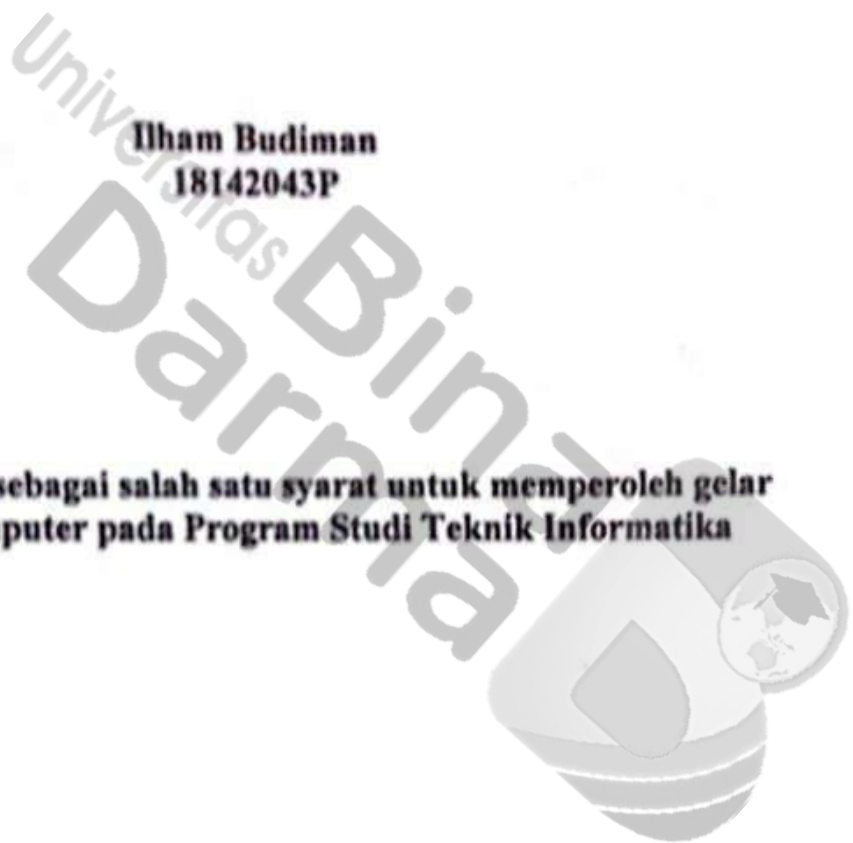 Ilham Budiman
18142043P
sebagai salah satu syarat untuk memperoleh gelar
puter pada Program Studi Teknik Informatika
Universitas
Bina
Darma